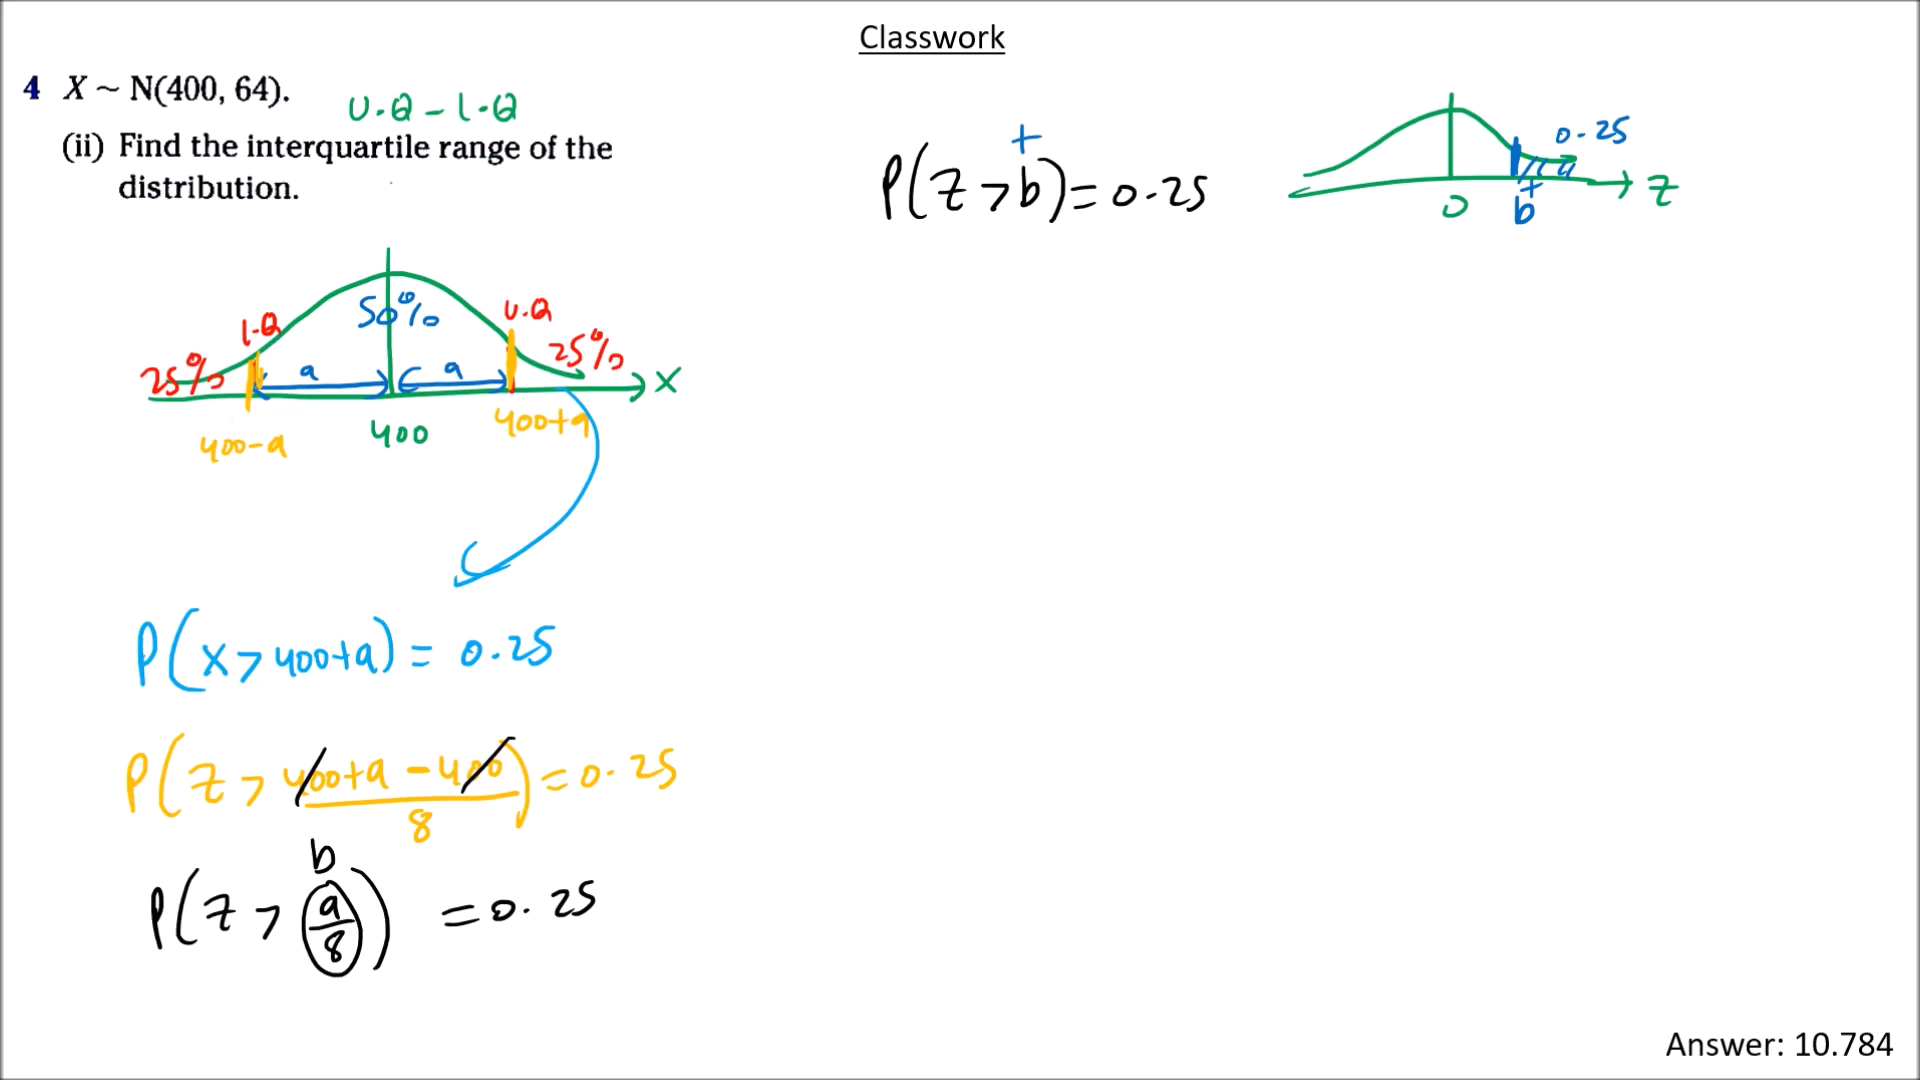 Classwork
4 X ~ N(400, 64).
U.Q - L.Q
(ii) Find the interquartile range of the
distribution.
L.Q
50%
U.Q
25%
a
a
25%
X
400-a
400
400+a
P(X>400+a) = 0.25
P(Z > 400+a-400/8) = 0.25
b
P(Z > a/8) = 0.25
+
P(Z>b) = 0.25
0.25
+
0
b
Z
Answer: 10.784